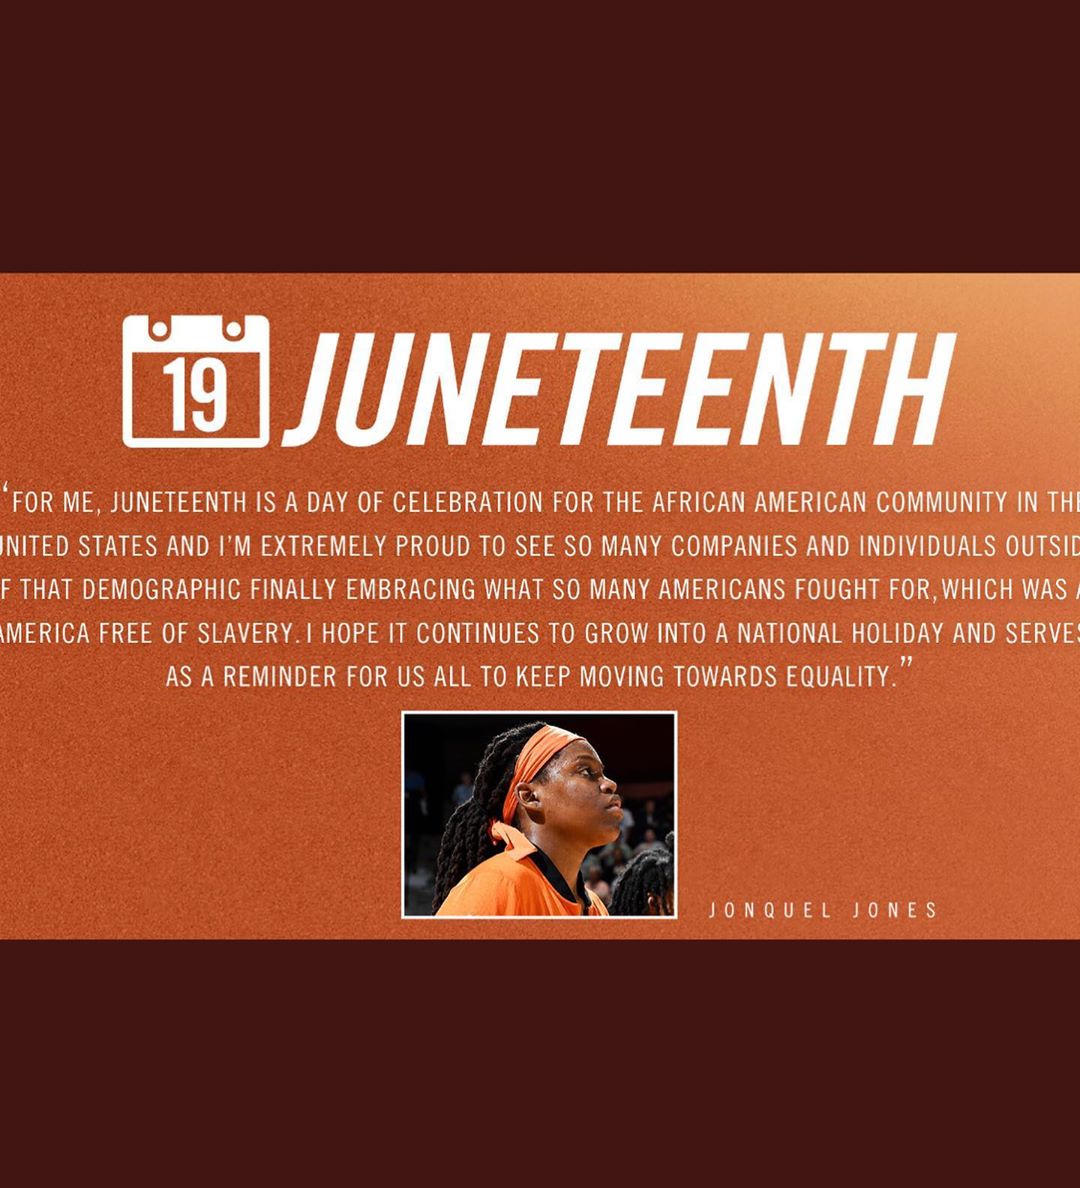 19
JUNETEENTH
“FOR ME, JUNETEENTH IS A DAY OF CELEBRATION FOR THE AFRICAN AMERICAN COMMUNITY IN THE
UNITED STATES AND I’M EXTREMELY PROUD TO SEE SO MANY COMPANIES AND INDIVIDUALS OUTSID
F THAT DEMOGRAPHIC FINALLY EMBRACING WHAT SO MANY AMERICANS FOUGHT FOR,WHICH WAS A
AMERICA FREE OF SLAVERY. I HOPE IT CONTINUES TO GROW INTO A NATIONAL HOLIDAY AND SERVES
AS A REMINDER FOR US ALL TO KEEP MOVING TOWARDS EQUALITY.”
JONQUEL JONES